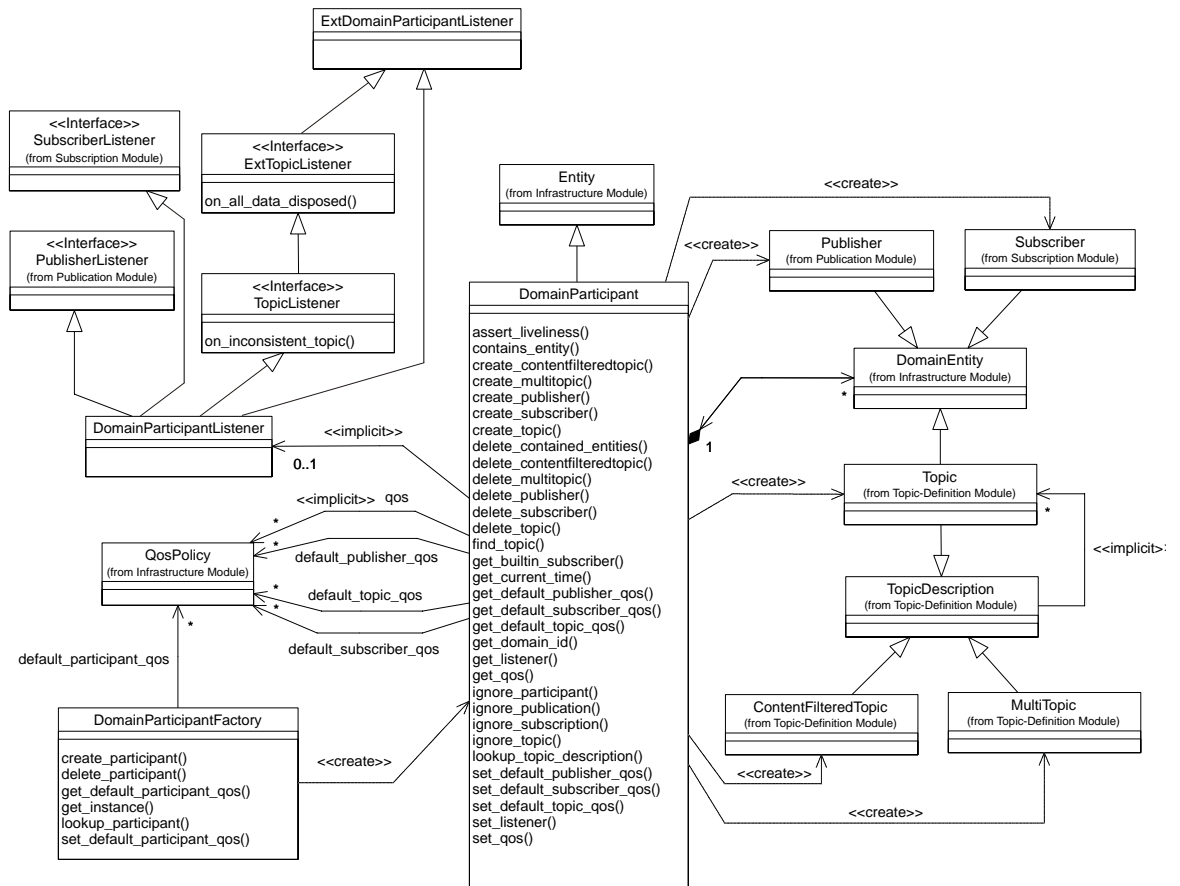 ExtDomainParticipantListener
<<Interface>>
SubscriberListener
(from Subscription Module)
<<Interface>>
ExtTopicListener
on_all_data_disposed()
<<Interface>>
PublisherListener
(from Publication Module)
<<Interface>>
TopicListener
on_inconsistent_topic()
DomainParticipantListener
<<implicit>>
0..1
<<implicit>> qos
*
*
default_publisher_qos
QosPolicy
(from Infrastructure Module)
*
default_topic_qos
*
default_subscriber_qos
*
default_participant_qos
DomainParticipantFactory
create_participant()
delete_participant()
get_default_participant_qos()
get_instance()
lookup_participant()
set_default_participant_qos()
<<create>>
Entity
(from Infrastructure Module)
DomainParticipant
assert_liveliness()
contains_entity()
create_contentfilteredtopic()
create_multitopic()
create_publisher()
create_subscriber()
create_topic()
delete_contained_entities()
delete_contentfilteredtopic()
delete_multitopic()
delete_publisher()
delete_subscriber()
delete_topic()
find_topic()
get_builtin_subscriber()
get_current_time()
get_default_publisher_qos()
get_default_subscriber_qos()
get_default_topic_qos()
get_domain_id()
get_listener()
get_qos()
ignore_participant()
ignore_publication()
ignore_subscription()
ignore_topic()
lookup_topic_description()
set_default_publisher_qos()
set_default_subscriber_qos()
set_default_topic_qos()
set_listener()
set_qos()
<<create>>
<<create>>
Publisher
(from Publication Module)
Subscriber
(from Subscription Module)
DomainEntity
(from Infrastructure Module)
*
1
<<create>>
Topic
(from Topic-Definition Module)
*
<<implicit>>
TopicDescription
(from Topic-Definition Module)
ContentFilteredTopic
(from Topic-Definition Module)
MultiTopic
(from Topic-Definition Module)
<<create>>
<<create>>